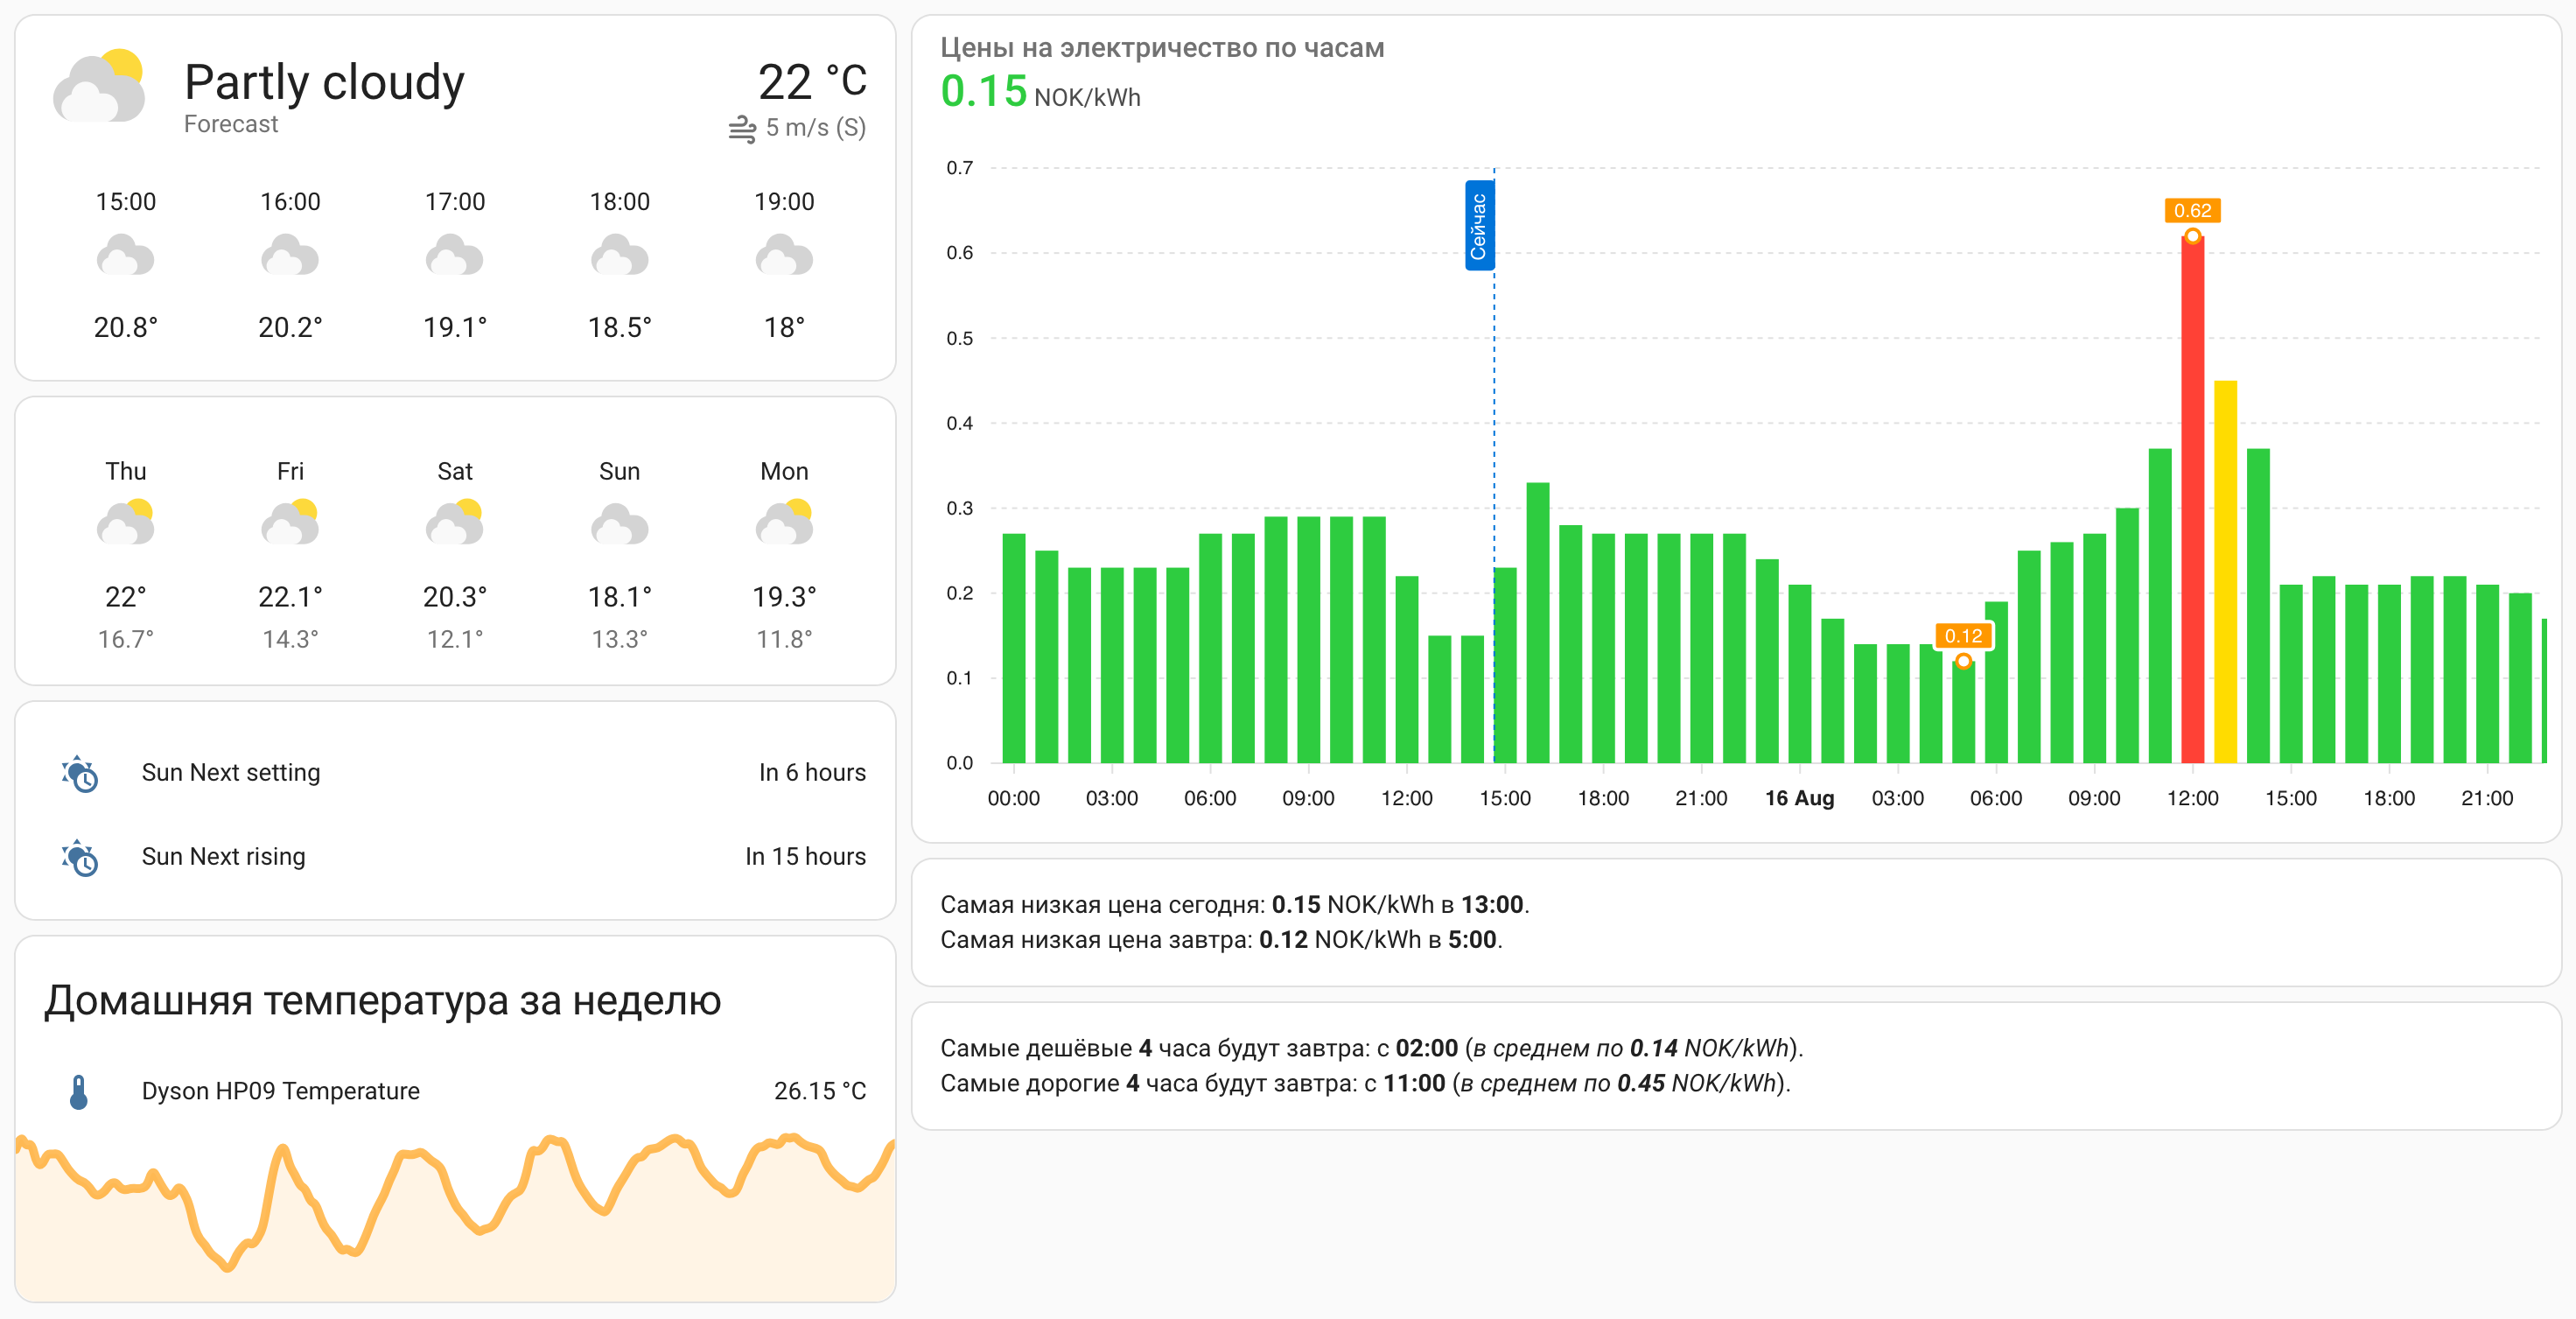 Partly cloudy
Forecast
22 °C
5 m/s (S)
15:00 16:00 17:00 18:00 19:00
20.8° 20.2° 19.1° 18.5° 18°
Thu Fri Sat Sun Mon
22° 22.1° 20.3° 18.1° 19.3°
16.7° 14.3° 12.1° 13.3° 11.8°
Sun Next setting In 6 hours
Sun Next rising In 15 hours
Домашняя температура за неделю
Dyson HP09 Temperature 26.15 °C
Цены на электричество по часам
0.15 NOK/kWh
0.7
0.6
0.5
0.4
0.3
0.2
0.1
0.0
Сейчас
0.62
0.12
00:00 03:00 06:00 09:00 12:00 15:00 18:00 21:00 16 Aug 03:00 06:00 09:00 12:00 15:00 18:00 21:00
Самая низкая цена сегодня: 0.15 NOK/kWh в 13:00.
Самая низкая цена завтра: 0.12 NOK/kWh в 5:00.
Самые дешёвые 4 часа будут завтра: с 02:00 (в среднем по 0.14 NOK/kWh).
Самые дорогие 4 часа будут завтра: с 11:00 (в среднем по 0.45 NOK/kWh).